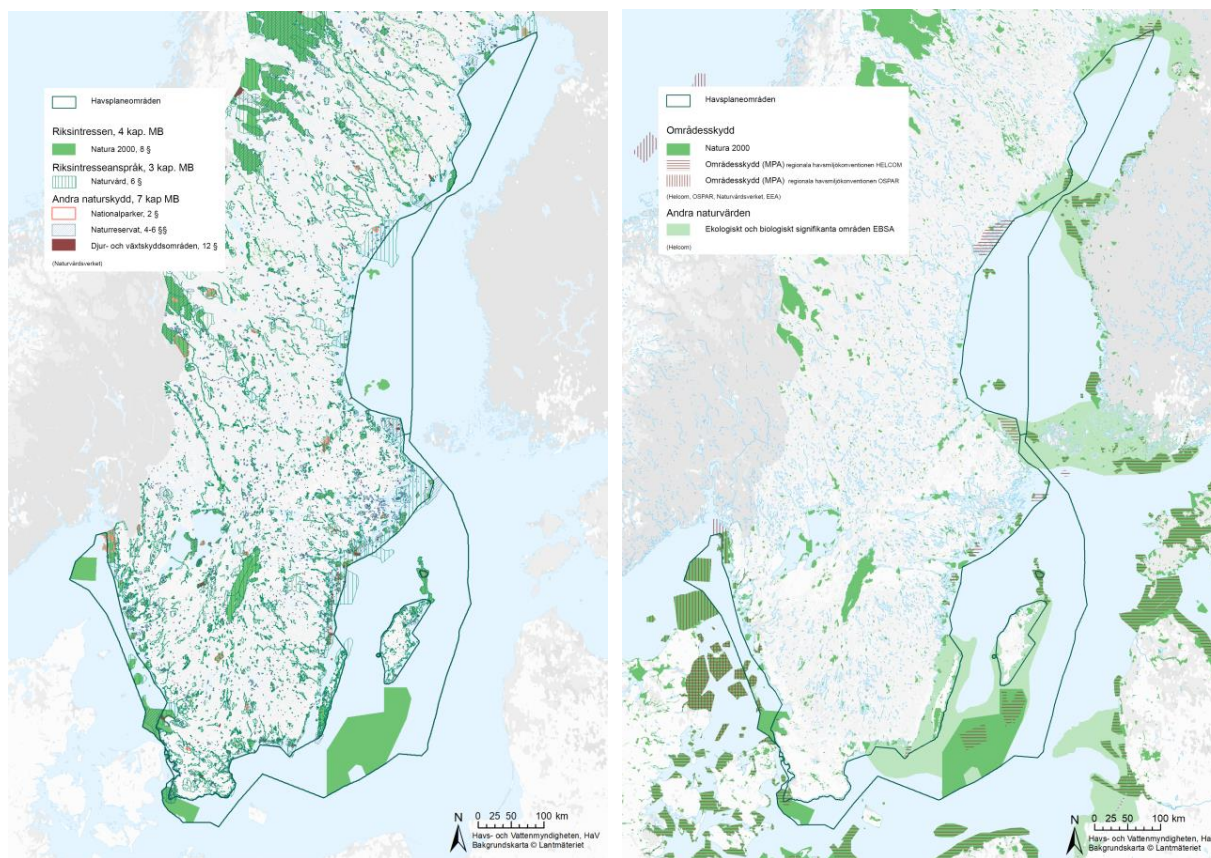 Havsplaneområden
Riksintressen, 4 kap. MB
Natura 2000, 8 §
Riksintresseanspråk, 3 kap. MB
Naturvård, 6 §
Andra naturskydd, 7 kap MB
Nationalparker, 2 §
Naturreservat, 4-6 §§
Djur- och växtskyddsområden, 12 §
(Naturvårdsverket)
N
0 25 50 100 km
Havs- och Vattenmyndigheten, HaV
Bakgrundskarta © Lantmäteriet
Havsplaneområden
Områdesskydd
Natura 2000
Områdesskydd (MPA) regionala havsmiljökonventionen HELCOM
Områdesskydd (MPA) regionala havsmiljökonventionen OSPAR
(Helcom, OSPAR, Naturvårdsverket, EEA)
Andra naturvärden
Ekologiskt och biologiskt signifikanta områden EBSA
(Helcom)
N
0 25 50 100 km
Havs- och Vattenmyndigheten, Ha
Bakgrundskarta © Lantmäteriet